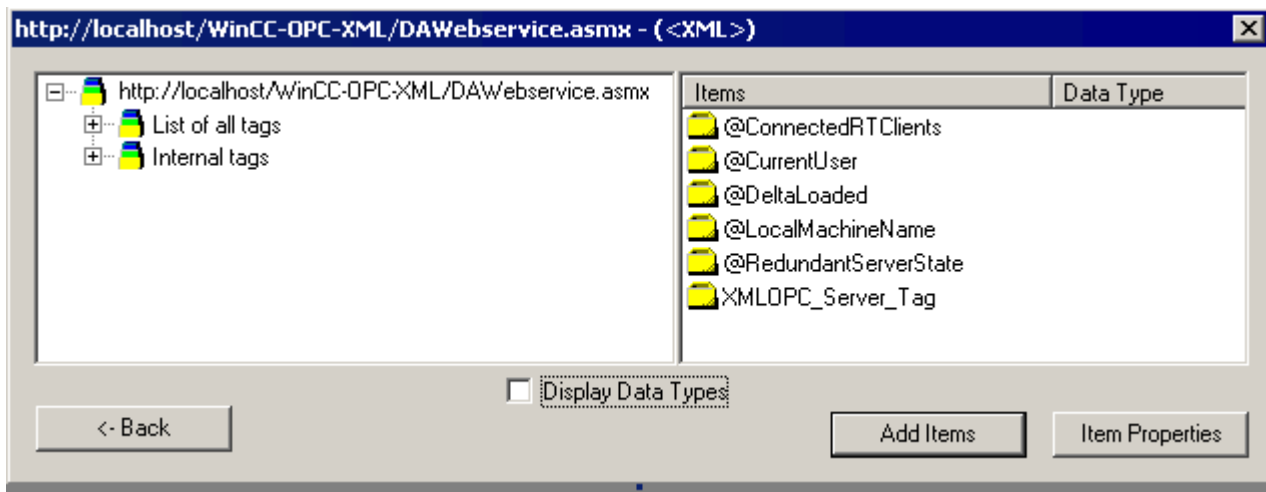 http://localhost/WinCC-OPC-XML/DAWebservice.asmx - (<XML>)
http://localhost/WinCC-OPC-XML/DAWebservice.asmx
List of all tags
Internal tags
Items Data Type
@ConnectedRTClients
@CurrentUser
@DeltaLoaded
@LocalMachineName
@RedundantServerState
XMLOPC_Server_Tag
Display Data Types
<- Back
Add Items
Item Properties